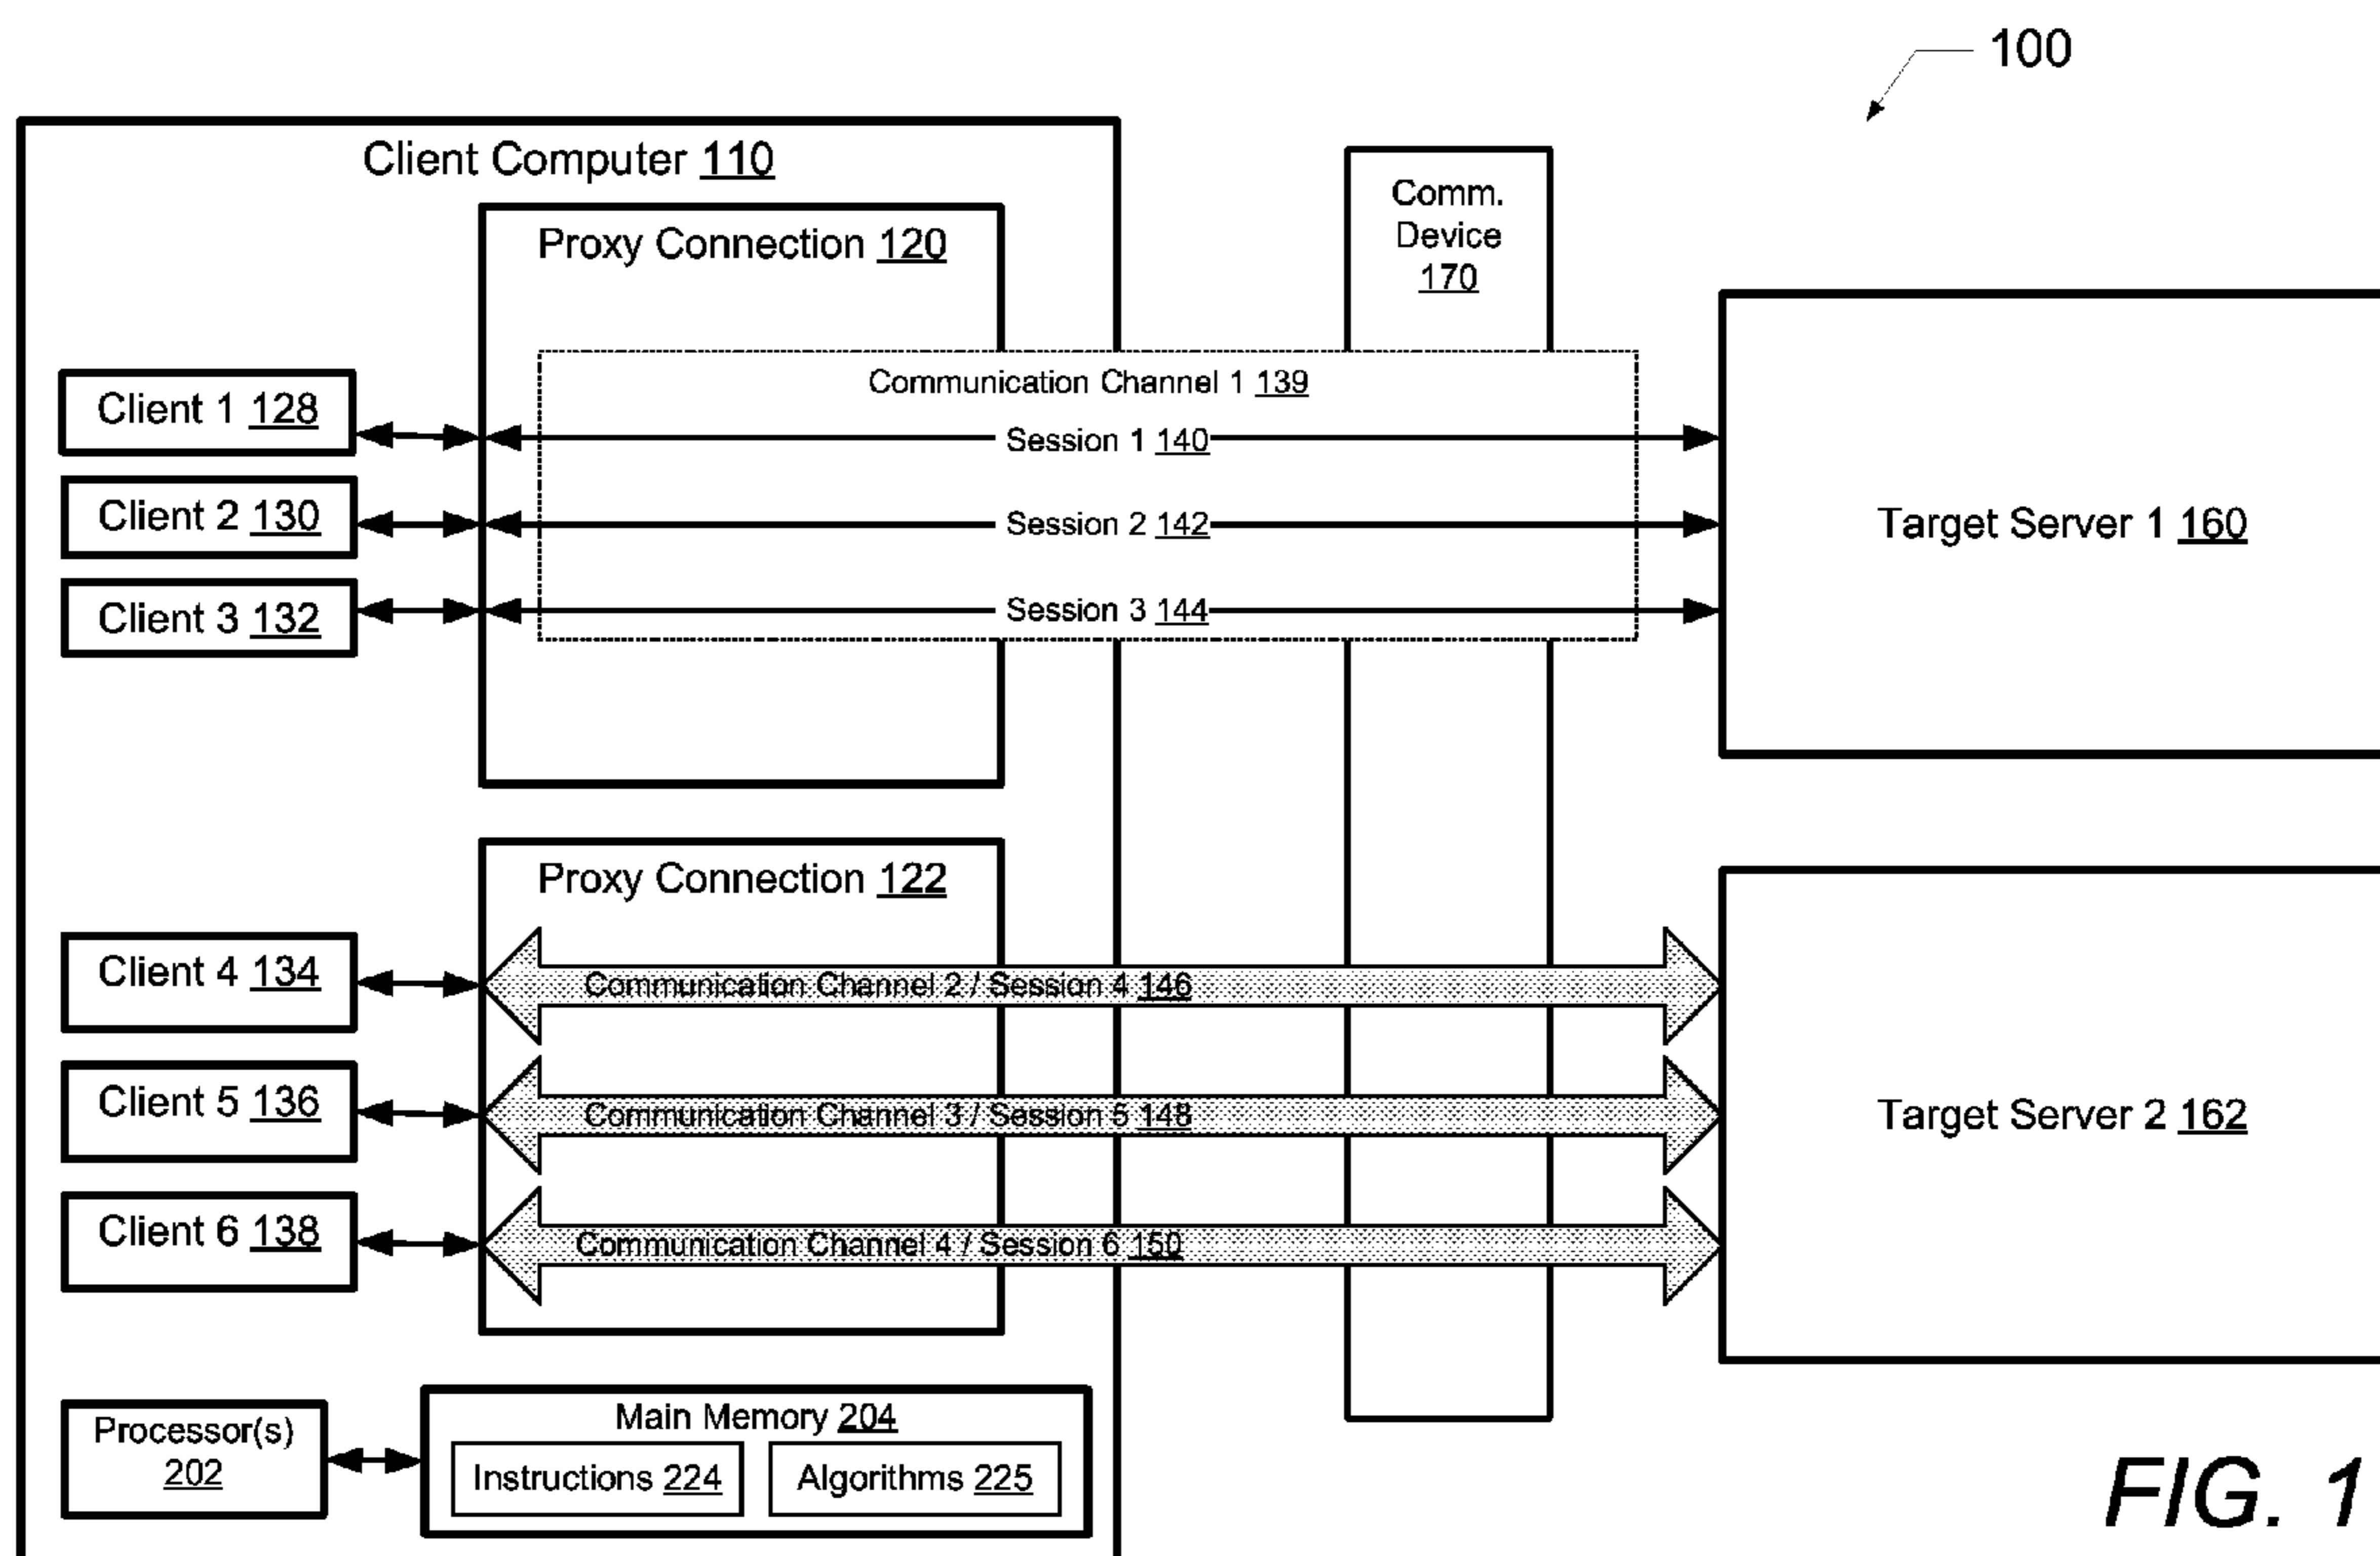 100
Client Computer 110
Proxy Connection 120
Comm.
Device
170
Communication Channel 1 139
Client 1 128
Session 1 140
Client 2 130
Session 2 142
Target Server 1 160
Client 3 132
Session 3 144
Proxy Connection 122
Client 4 134
Communication Channel 2 / Session 4 146
Client 5 136
Communication Channel 3 / Session 5 148
Target Server 2 162
Client 6 138
Communication Channel 4 / Session 6 150
Processor(s)
202
Main Memory 204
Instructions 224
Algorithms 225
FIG. 1